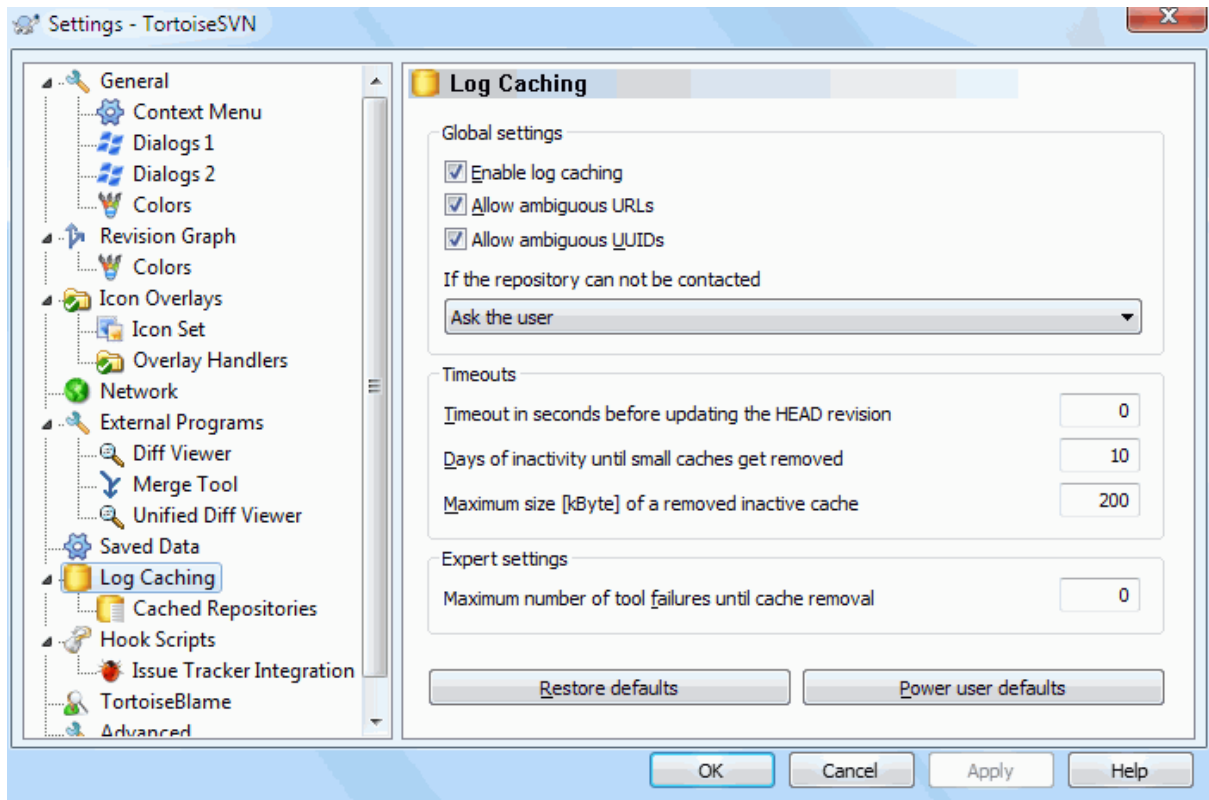 Settings - TortoiseSVN
General
Context Menu
Dialogs 1
Dialogs 2
Colors
Revision Graph
Colors
Icon Overlays
Icon Set
Overlay Handlers
Network
External Programs
Diff Viewer
Merge Tool
Unified Diff Viewer
Saved Data
Log Caching
Cached Repositories
Hook Scripts
Issue Tracker Integration
TortoiseBlame
Advanced
Log Caching
Global settings
Enable log caching
Allow ambiguous URLs
Allow ambiguous UUIDs
If the repository can not be contacted
Ask the user
Timeouts
Timeout in seconds before updating the HEAD revision 0
Days of inactivity until small caches get removed 10
Maximum size [kByte] of a removed inactive cache 200
Expert settings
Maximum number of tool failures until cache removal 0
Restore defaults Power user defaults
OK Cancel Apply Help